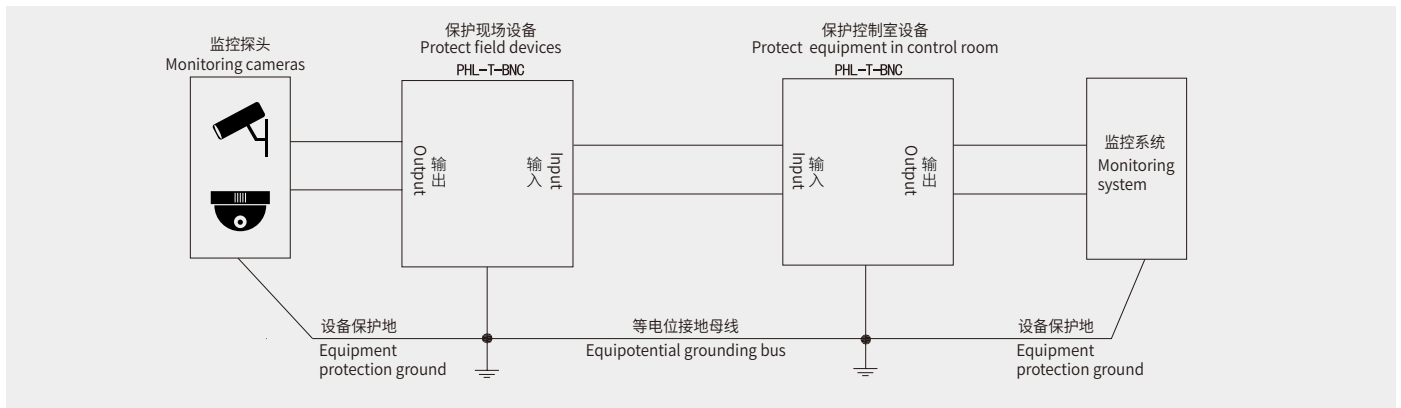 监控探头
Monitoring cameras
保护现场设备
Protect field devices
PHL-T-BNC
保护控制室设备
Protect equipment in control room
PHL-T-BNC
输出
Output
输入
Input
输入
Input
输出
Output
监控系统
Monitoring
system
设备保护地
Equipment
protection ground
等电位接地母线
Equipotential grounding bus
设备保护地
Equipment
protection ground